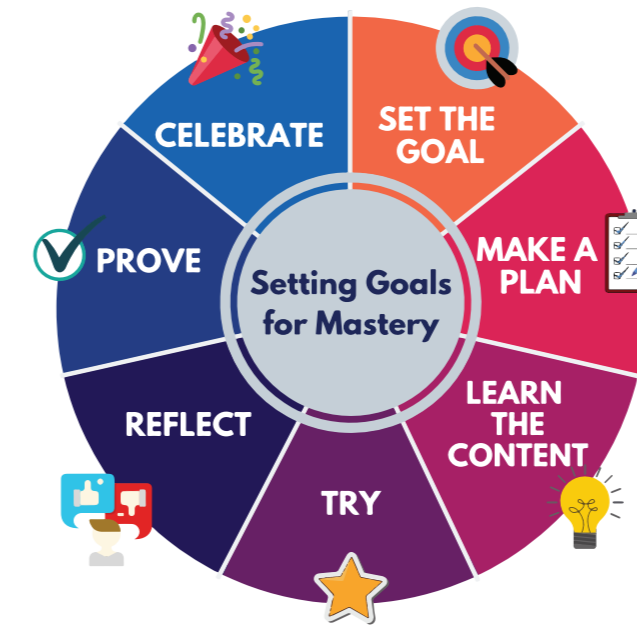 Setting Goals
for Mastery
SET THE
GOAL
MAKE A
PLAN
LEARN
THE
CONTENT
TRY
REFLECT
PROVE
CELEBRATE